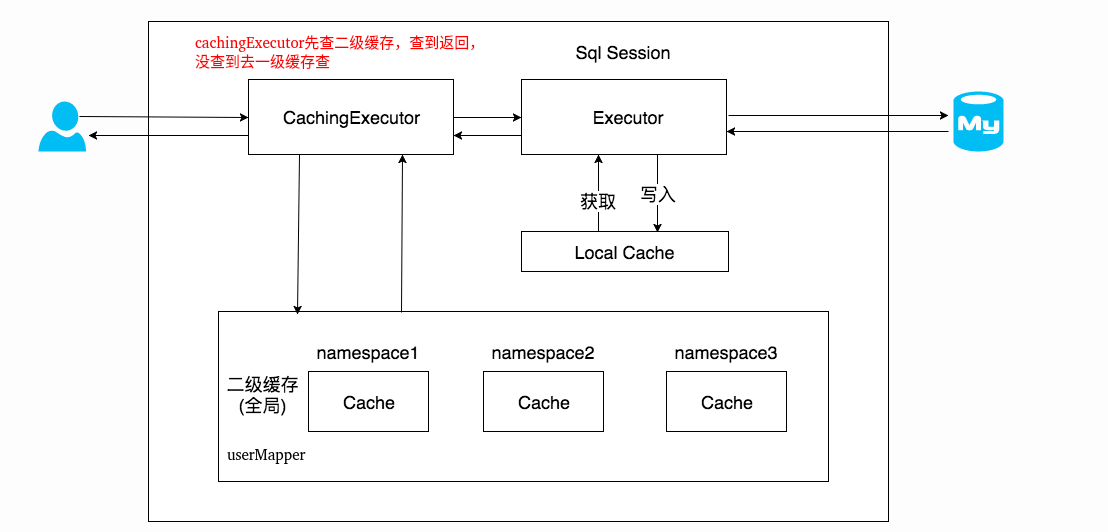 cachingExecutor先查二级缓存，查到返回，
没查到去一级缓存查
Sql Session
CachingExecutor
Executor
My
获取
写入
Local Cache
namespace1
namespace2
namespace3
二级缓存
(全局)
Cache
Cache
Cache
userMapper